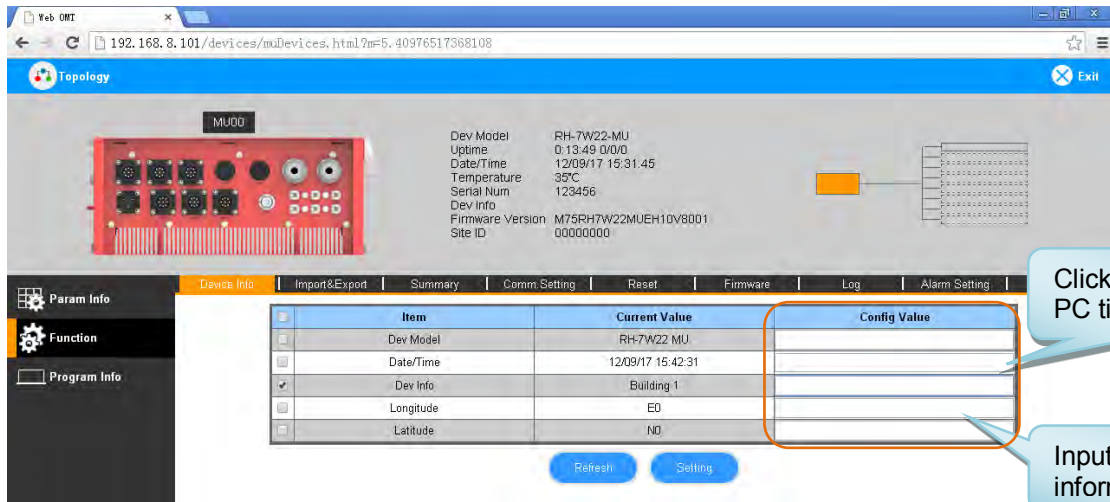 Web OMT
192.168.8.101/devices/muDevices.html?m=5.40976517368108
Topology
Exit
MU00
Dev Model RH-7W22-MU
Uptime 0:13:49 0/0/0
Date/Time 12/09/17 15:31:45
Temperature 35℃
Serial Num 123456
Dev Info
Firmware Version M75RH7W22MUEH10V8001
Site ID 00000000
Param Info
Function
Program Info
Device Info Import&Export Summary Comm.Setting Reset Firmware Log Alarm Setting
Item Current Value Config Value
Dev Model RH-7W22 MU
Date/Time 12/09/17 15:42:31
Dev Info Building 1
Longitude E0
Latitude N0
Refresh Setting
Click
PC ti
Input
infor